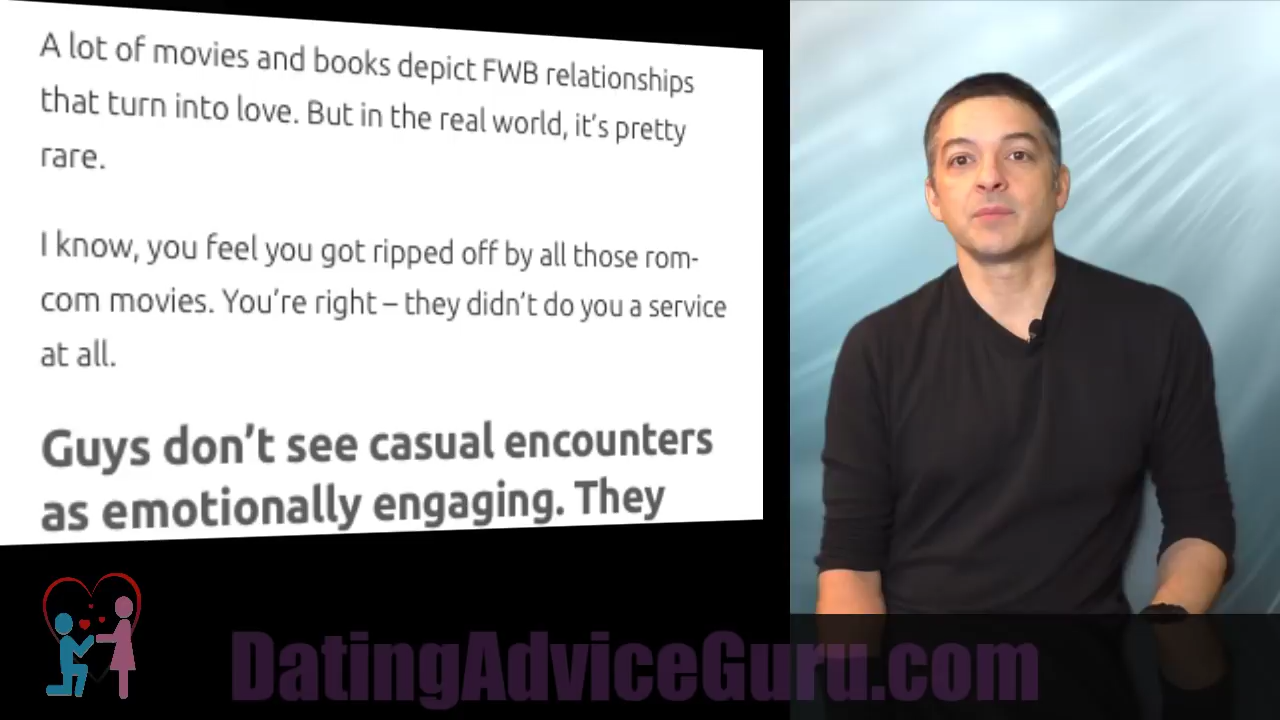 A lot of movies and books depict FWB relationships
that turn into love. But in the real world, it’s pretty
rare.
I know, you feel you got ripped off by all those rom-
com movies. You’re right – they didn’t do you a service
at all.
Guys don’t see casual encounters
as emotionally engaging. They
DatingAdviceGuru.com